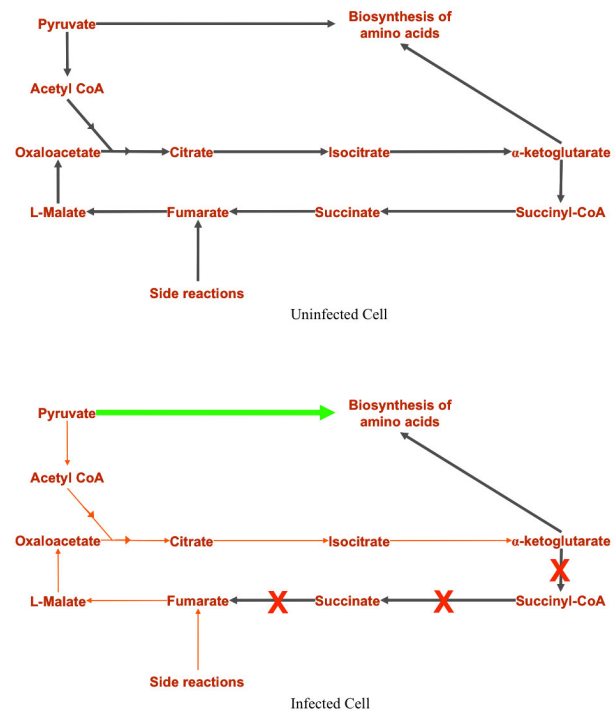 Pyruvate
Biosynthesis of
amino acids
Acetyl CoA
Oxaloacetate
Citrate
Isocitrate
α-ketoglutarate
L-Malate
Fumarate
Succinate
Succinyl-CoA
Side reactions
Uninfected Cell
Pyruvate
Biosynthesis of
amino acids
Acetyl CoA
Oxaloacetate
Citrate
Isocitrate
α-ketoglutarate
L-Malate
Fumarate
X
Succinate
X
Succinyl-CoA
X
Side reactions
Infected Cell